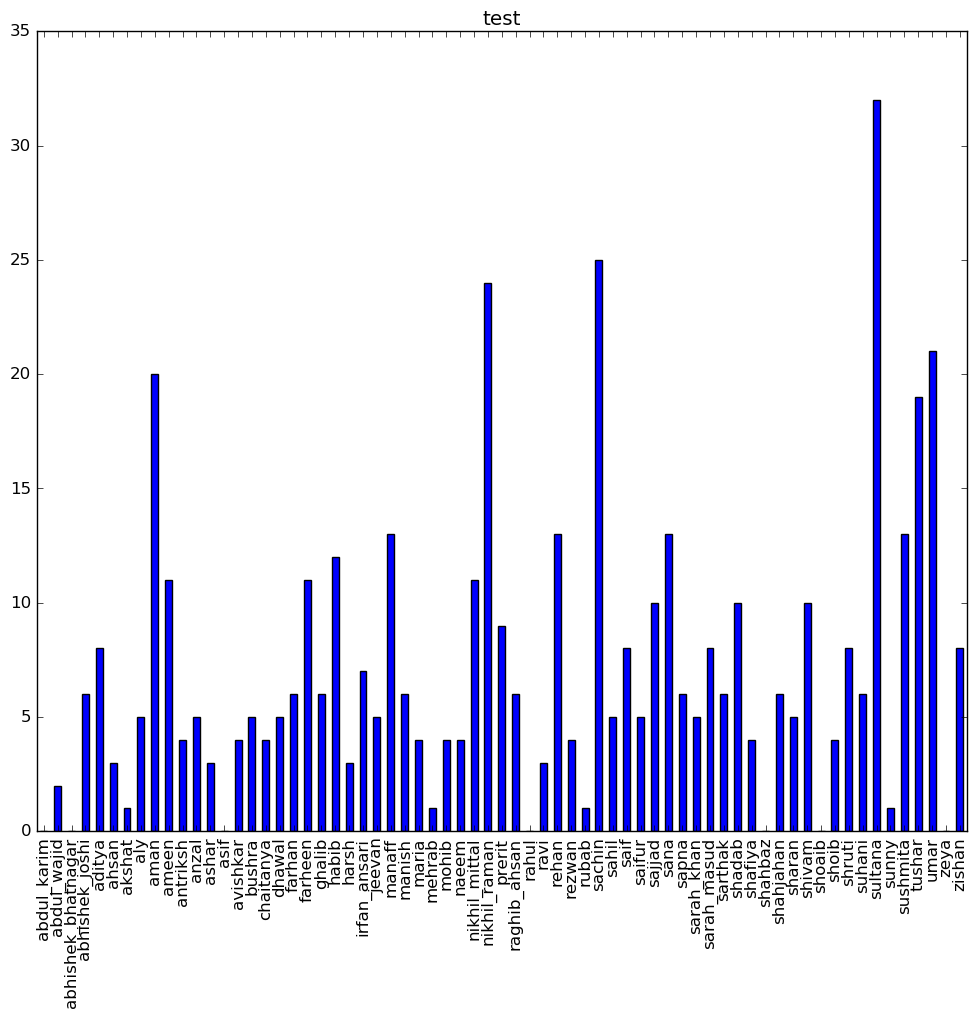 test
35
30
25
20
15
10
5
0
abdul_karim
abdul_wajid
abhishek_bhatnagar
abhishek_joshi
aditya
ahsan
akshat
aly
aman
ameen
antriksh
anzal
ashar
asif
avishkar
bushra
chaitanya
dhawal
farhan
farheen
ghalib
habib
harsh
irfan_ansari
jeevan
manaff
manish
maria
mehrab
mohib
naeem
nikhil_mittal
nikhil_raman
prerit
raghib_ahsan
rahul
ravi
rehan
rezwan
rubab
sachin
sahil
saif
saifur
sajjad
sana
sapna
sarah_khan
sarah_masud
sarthak
shadab
shafiya
shahbaz
shahjahan
sharan
shivam
shoaib
shoib
shruti
suhani
sultana
sunny
sushmita
tushar
umar
zeya
zishan